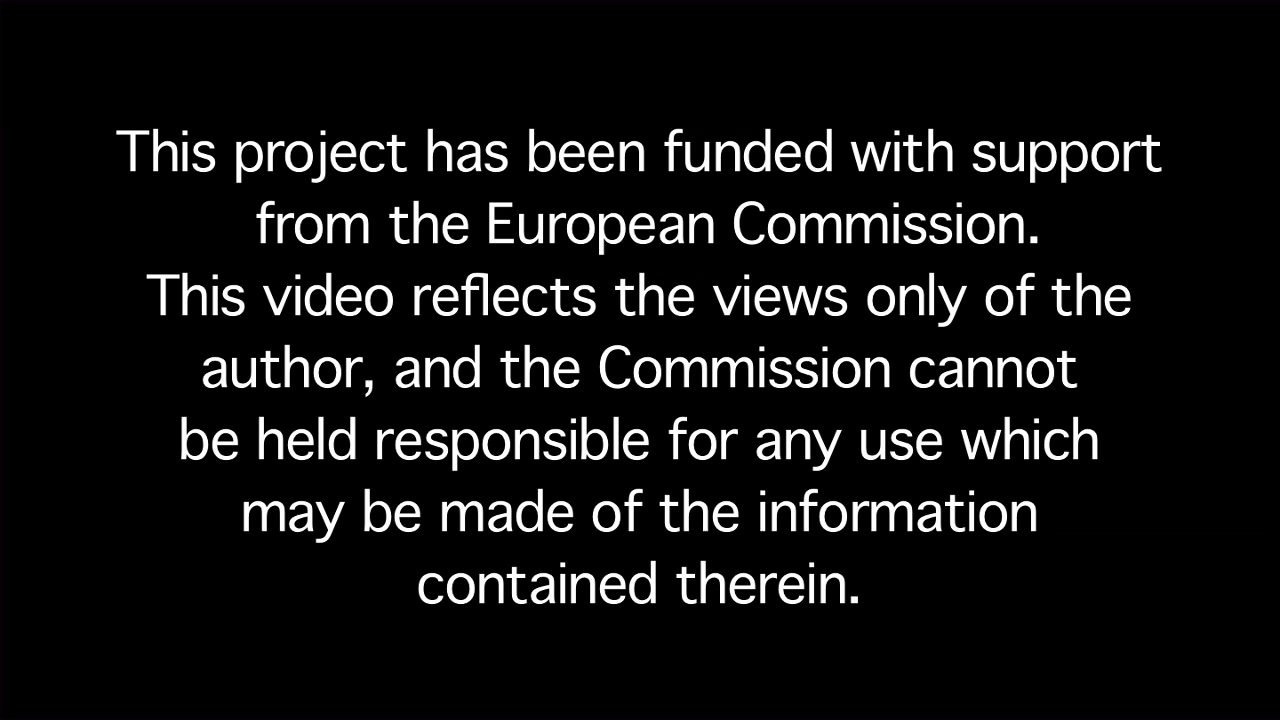 This project has been funded with support
from the European Commission.
This video reflects the views only of the
author, and the Commission cannot
be held responsible for any use which
may be made of the information
contained therein.